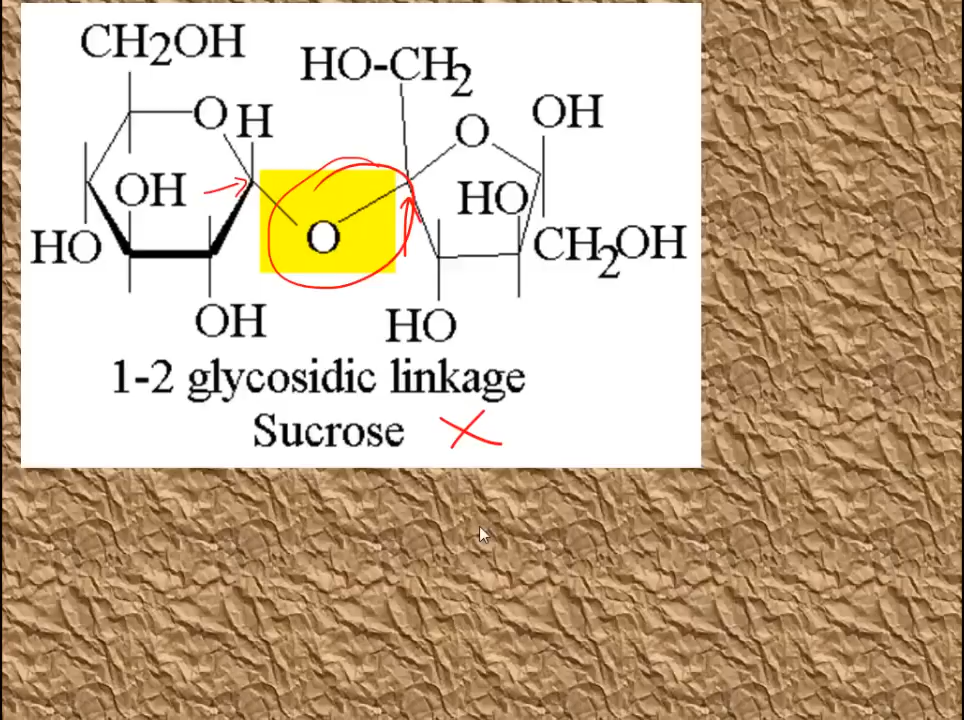 CH2OH
HO-CH2
O H
O
OH
OH
HO
HO
O
CH2OH
OH
HO
1-2 glycosidic linkage
Sucrose